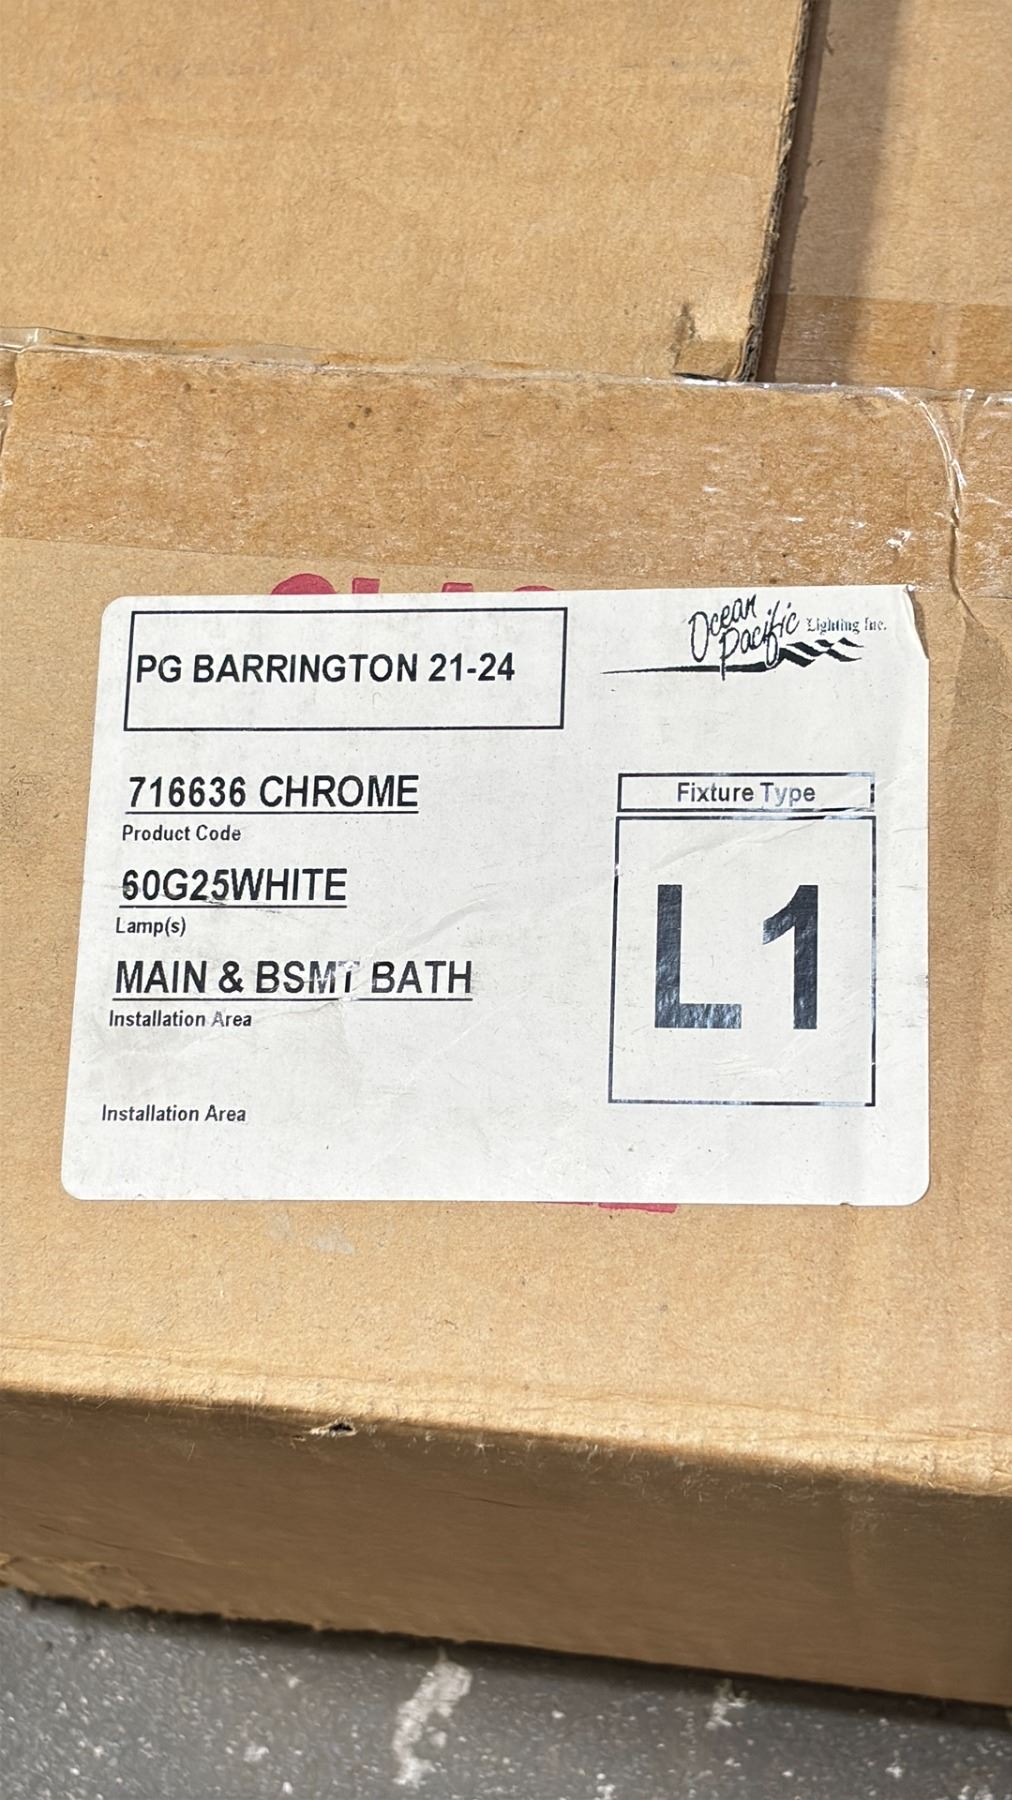 PG BARRINGTON 21-24
Ocean
Pacific Lighting Inc.
716636 CHROME
Product Code
60G25WHITE
Lamp(s)
MAIN & BSMT BATH
Installation Area
Installation Area
Fixture Type
L1